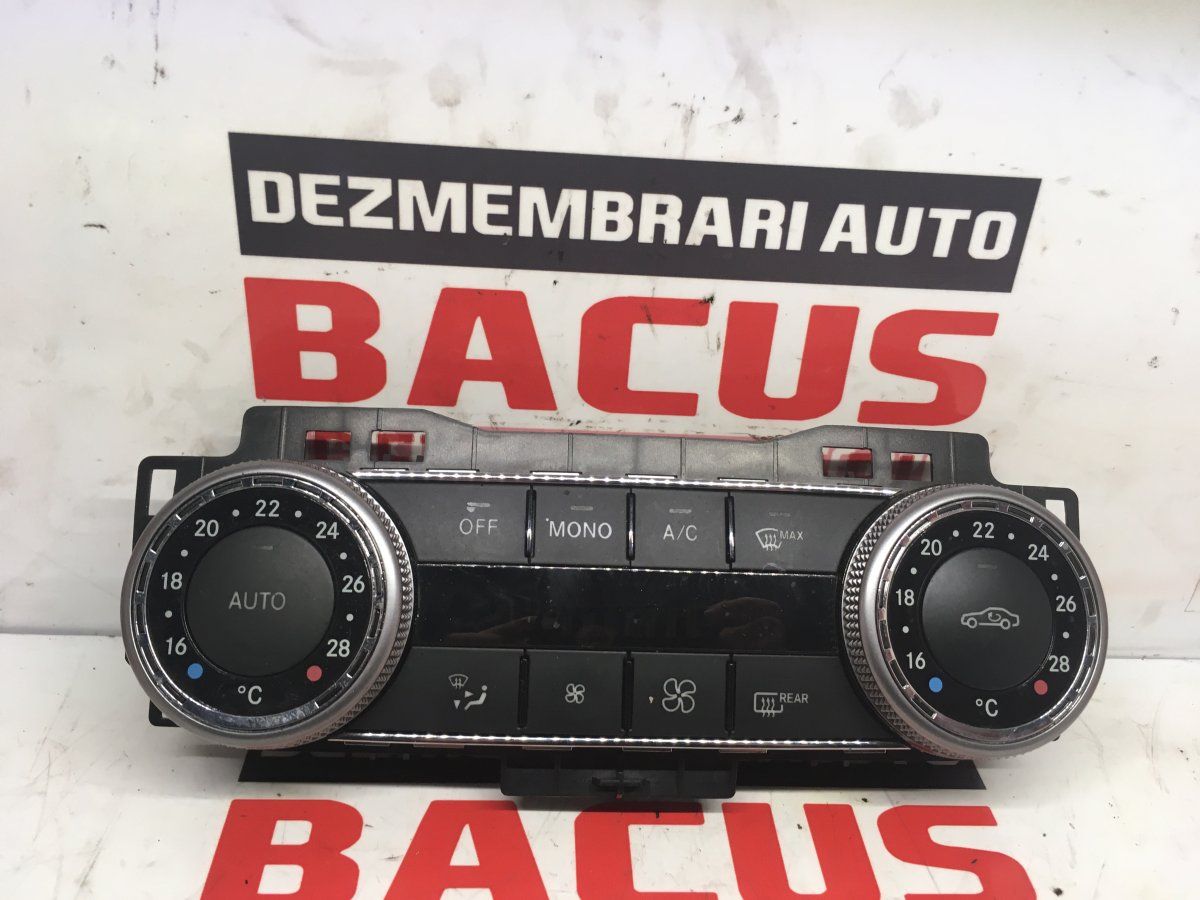 DEZMEMBRARI AUTO
BACUS
OFF MONO A/C MAX
16 18 20 22 24 26 28
AUTO
°C
16 18 20 22 24 26 28
°C
REAR
BACUS